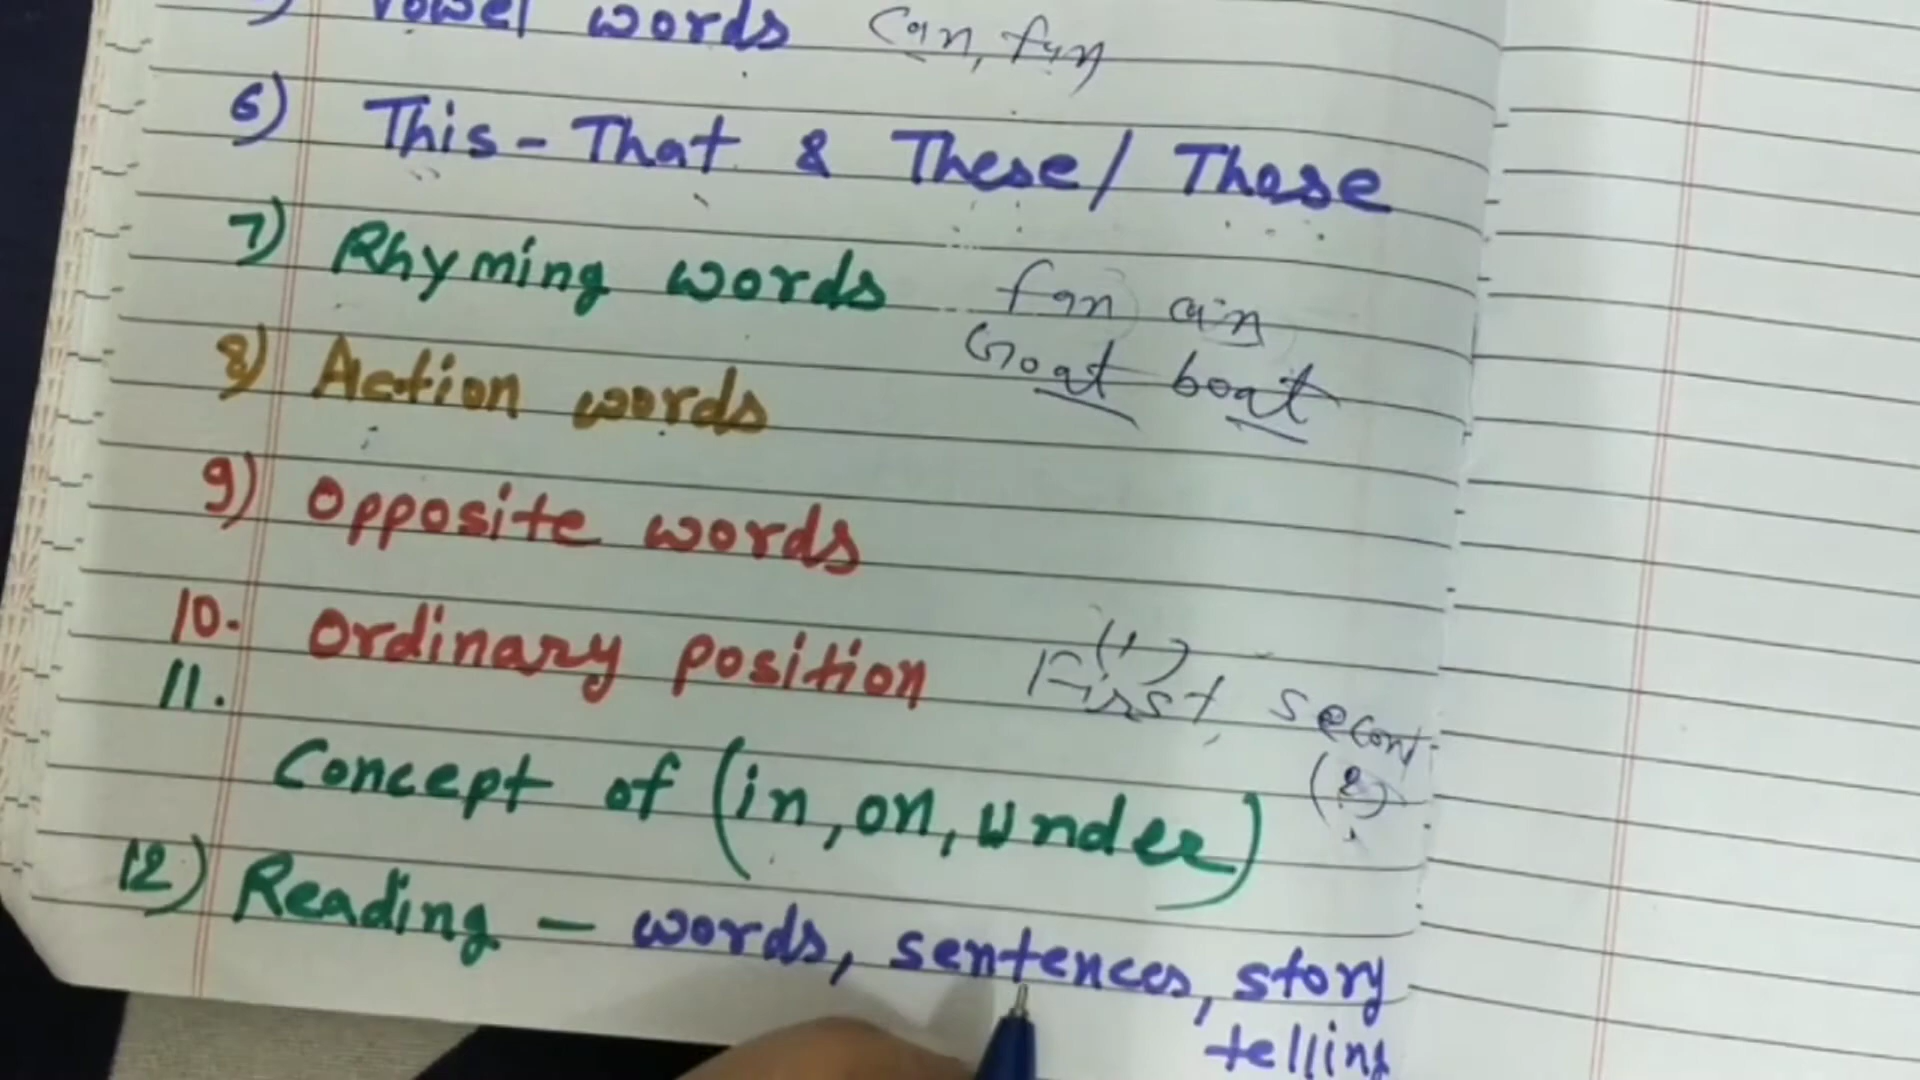 Vowel words can, fan
6) This - That & These / Those
7) Rhyming words fan
Goat boat
8) Action words
9) Opposite words
10. Ordinary position First (1) second (2)
11.
Concept of (in, on, under)
12) Reading - words, sentences, story
telling